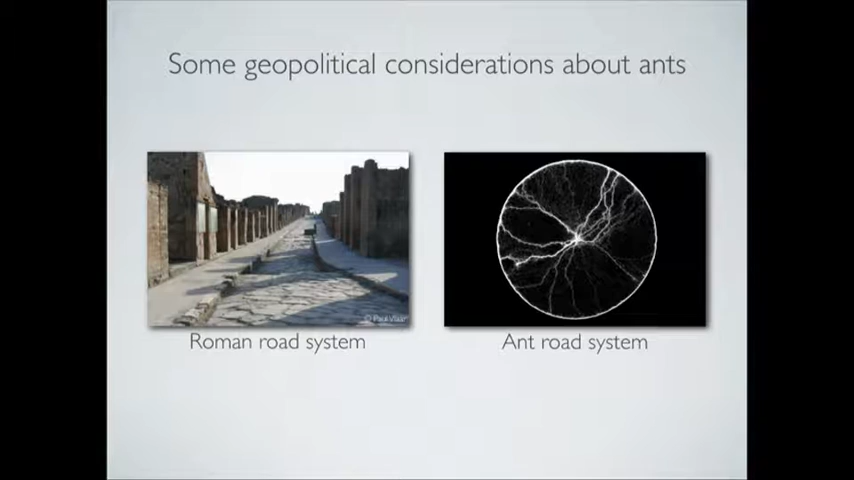 Some geopolitical considerations about ants
Roman road system
Ant road system